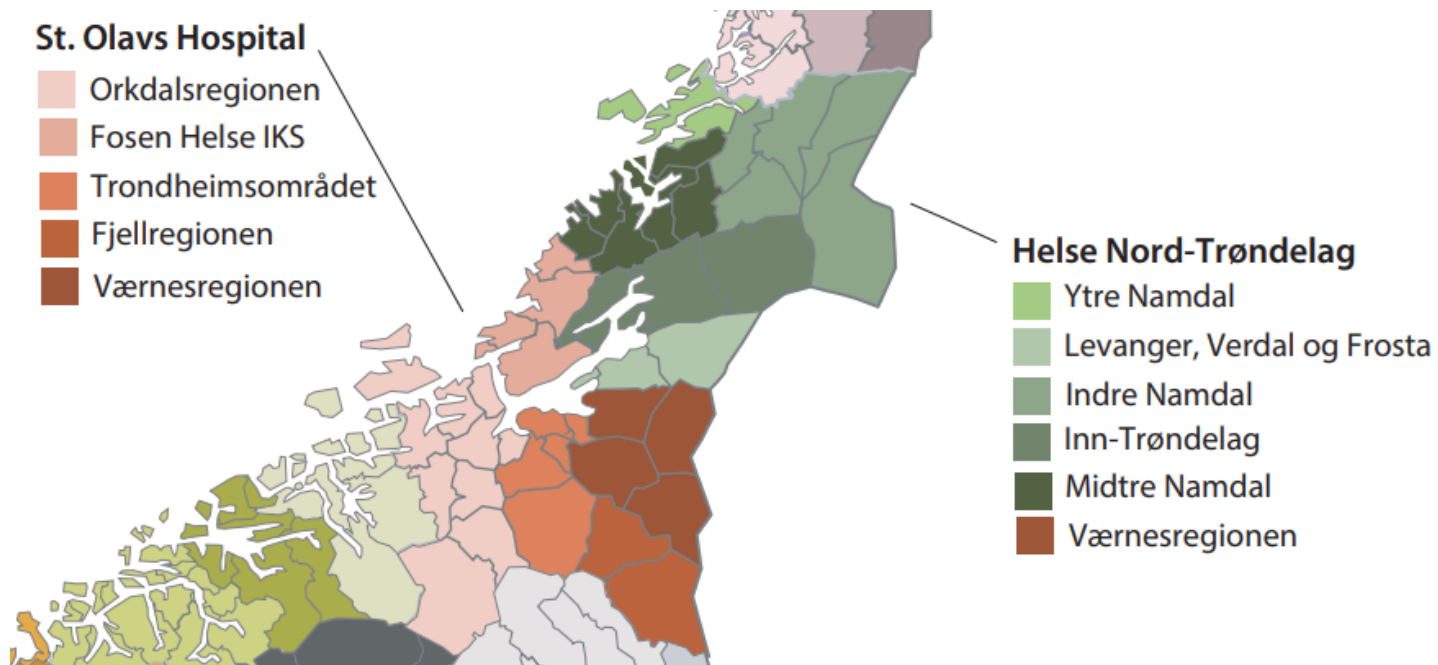 St. Olavs Hospital
Orkdalsregionen
Fosen Helse IKS
Trondheimsområdet
Fjellregionen
Værnesregionen
Helse Nord-Trøndelag
Ytre Namdal
Levanger, Verdal og Frosta
Indre Namdal
Inn-Trøndelag
Midtre Namdal
Værnesregionen